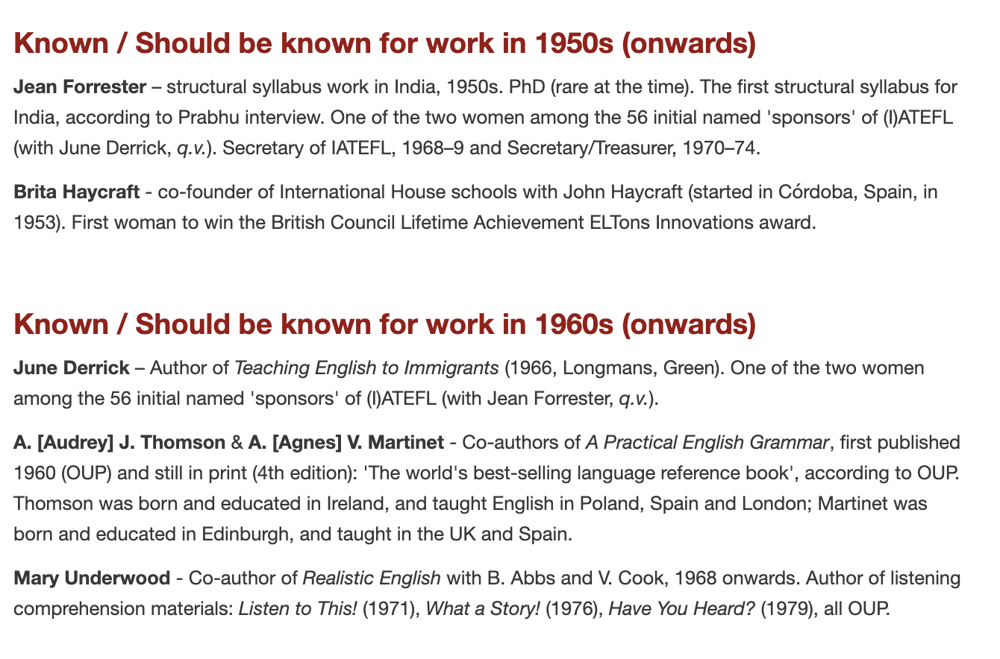 Known / Should be known for work in 1950s (onwards)
Jean Forrester – structural syllabus work in India, 1950s. PhD (rare at the time). The first structural syllabus for
India, according to Prabhu interview. One of the two women among the 56 initial named 'sponsors' of (I)ATEFL
(with June Derrick, q.v.). Secretary of IATEFL, 1968–9 and Secretary/Treasurer, 1970–74.
Brita Haycraft - co-founder of International House schools with John Haycraft (started in Córdoba, Spain, in
1953). First woman to win the British Council Lifetime Achievement ELTons Innovations award.
Known / Should be known for work in 1960s (onwards)
June Derrick – Author of Teaching English to Immigrants (1966, Longmans, Green). One of the two women
among the 56 initial named 'sponsors' of (I)ATEFL (with Jean Forrester, q.v.).
A. [Audrey] J. Thomson & A. [Agnes] V. Martinet - Co-authors of A Practical English Grammar, first published
1960 (OUP) and still in print (4th edition): 'The world's best-selling language reference book', according to OUP.
Thomson was born and educated in Ireland, and taught English in Poland, Spain and London; Martinet was
born and educated in Edinburgh, and taught in the UK and Spain.
Mary Underwood - Co-author of Realistic English with B. Abbs and V. Cook, 1968 onwards. Author of listening
comprehension materials: Listen to This! (1971), What a Story! (1976), Have You Heard? (1979), all OUP.